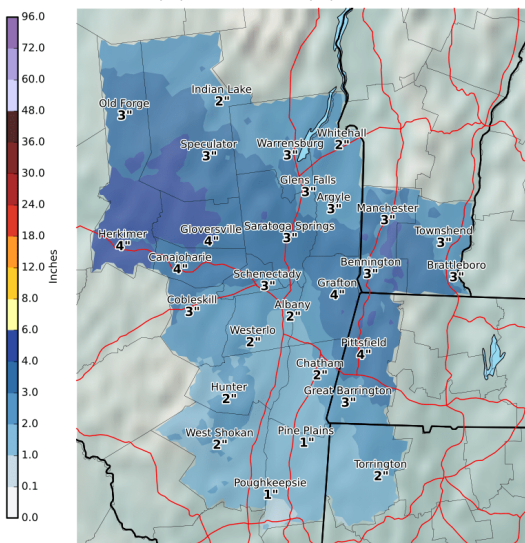 96.0
72.0
60.0
48.0
36.0
30.0
24.0
18.0
12.0
8.0
6.0
4.0
3.0
2.0
1.0
0.1
0.0
Inches
Indian Lake
2"
Old Forge
3"
Whitehall
2"
Speculator
3"
Warrensburg
3"
Glens Falls
3"
Argyle
3"
Manchester
3"
Herkimer
4"
Gloversville
4"
Saratoga Springs
3"
Townshend
3"
Canajoharie
4"
Bennington
3"
Brattleboro
3"
Schenectady
3"
Grafton
4"
Cobleskill
3"
Albany
2"
Westerlo
2"
Pittsfield
4"
Chatham
2"
Hunter
2"
Great Barrington
3"
West Shokan
2"
Pine Plains
1"
Torrington
2"
Poughkeepsie
1"